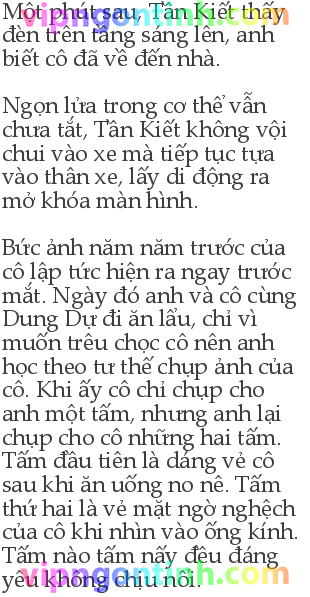 Một phút sau, Tần Kiết thấy
đèn trên tầng sáng lên, anh
biết cô đã về đến nhà.
Ngọn lửa trong cơ thể vẫn
chưa tắt, Tần Kiết không vội
chui vào xe mà tiếp tục tựa
vào thân xe, lấy di động ra
mở khóa màn hình.
Bức ảnh năm năm trước của
cô lập tức hiện ra ngay trước
mắt. Ngày đó anh và cô cùng
Dung Dự đi ăn lẩu, chỉ vì
muốn trêu chọc cô nên anh
học theo tư thế chụp ảnh của
cô. Khi ấy cô chỉ chụp cho
anh một tấm, nhưng anh lại
chụp cho cô những hai tấm.
Tấm đầu tiên là dáng vẻ cô
sau khi ăn uống no nê. Tấm
thứ hai là vẻ mặt ngờ nghệch
của cô khi nhìn vào ống kính.
Tấm nào tấm nấy đều đáng
yêu không chịu nổi.
vipngontinh.com
vipngontinh.com